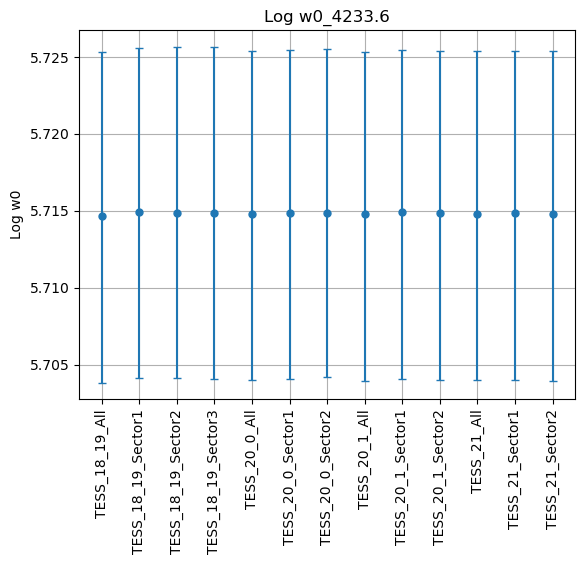 Log w0_4233.6
Log w0
5.725
5.720
5.715
5.710
5.705
TESS_18_19_All
TESS_18_19_Sector1
TESS_18_19_Sector2
TESS_18_19_Sector3
TESS_20_0_All
TESS_20_0_Sector1
TESS_20_0_Sector2
TESS_20_1_All
TESS_20_1_Sector1
TESS_20_1_Sector2
TESS_21_All
TESS_21_Sector1
TESS_21_Sector2